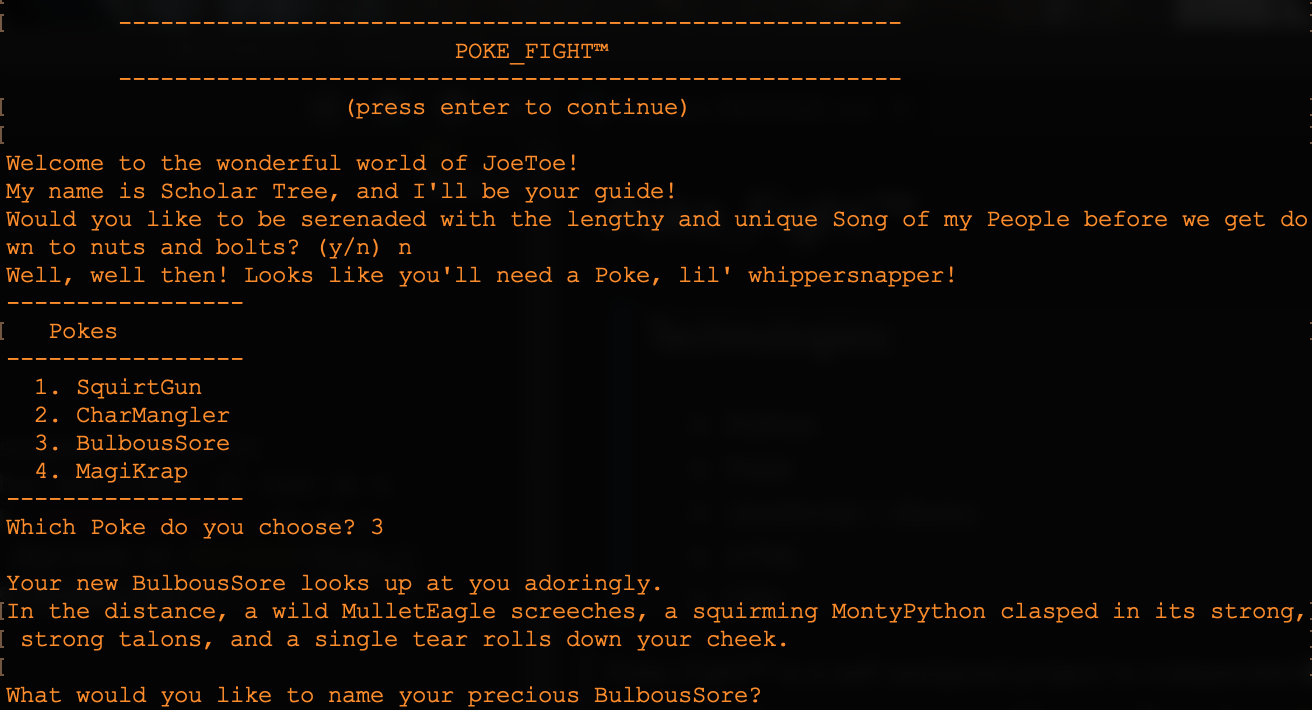 --------------------------------------------------------
POKE_FIGHT™
--------------------------------------------------------
(press enter to continue)
Welcome to the wonderful world of JoeToe!
My name is Scholar Tree, and I'll be your guide!
Would you like to be serenaded with the lengthy and unique Song of my People before we get do
wn to nuts and bolts? (y/n) n
Well, well then! Looks like you'll need a Poke, lil' whippersnapper!
-----------------
Pokes
-----------------
1. SquirtGun
2. CharMangler
3. BulbousSore
4. MagiKrap
-----------------
Which Poke do you choose? 3
Your new BulbousSore looks up at you adoringly.
In the distance, a wild MulletEagle screeches, a squirming MontyPython clasped in its strong,
strong talons, and a single tear rolls down your cheek.
What would you like to name your precious BulbousSore?